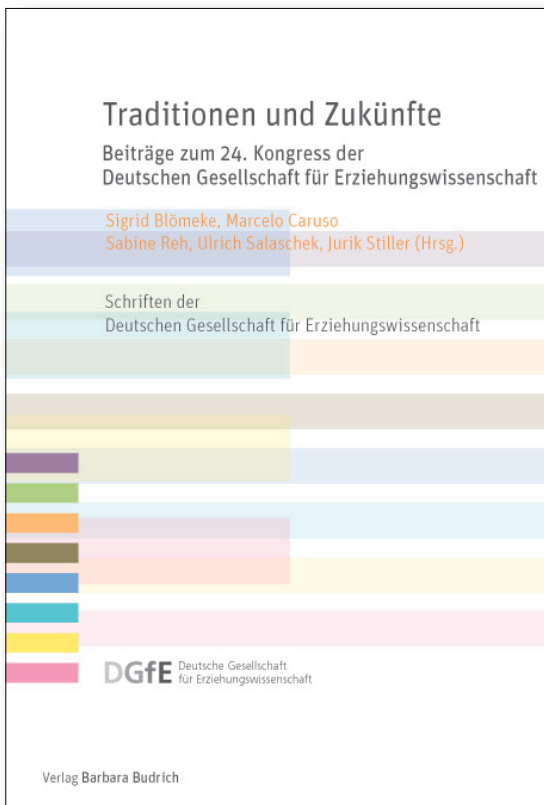 Traditionen und Zukünfte
Beiträge zum 24. Kongress der
Deutschen Gesellschaft für Erziehungswissenschaft
Sigrid Blömeke, Marcelo Caruso
Sabine Reh, Ulrich Salaschek, Jurik Stiller (Hrsg.)
Schriften der
Deutschen Gesellschaft für Erziehungswissenschaft
DGfE Deutsche Gesellschaft
für Erziehungswissenschaft
Verlag Barbara Budrich